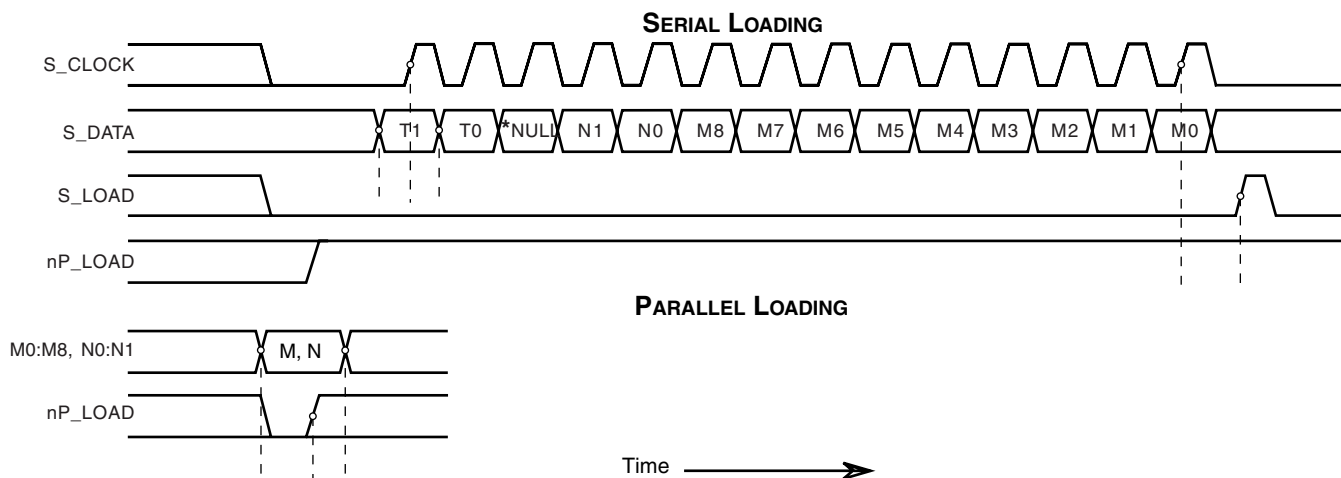 SERIAL LOADING
S_CLOCK
S_DATA T1 T0 *NULL N1 N0 M8 M7 M6 M5 M4 M3 M2 M1 M0
S_LOAD
nP_LOAD
PARALLEL LOADING
M0:M8, N0:N1 M, N
nP_LOAD
Time